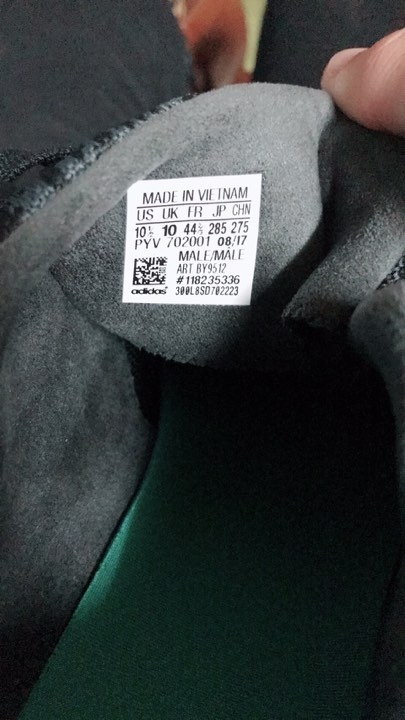 MADE IN VIETNAM
US UK FR JP CHN
10½ 10 44⅔ 285 275
PYV 702001 08/17
MALE/MALE
ART BY9512
#118235336
adidas 300L8SD702223